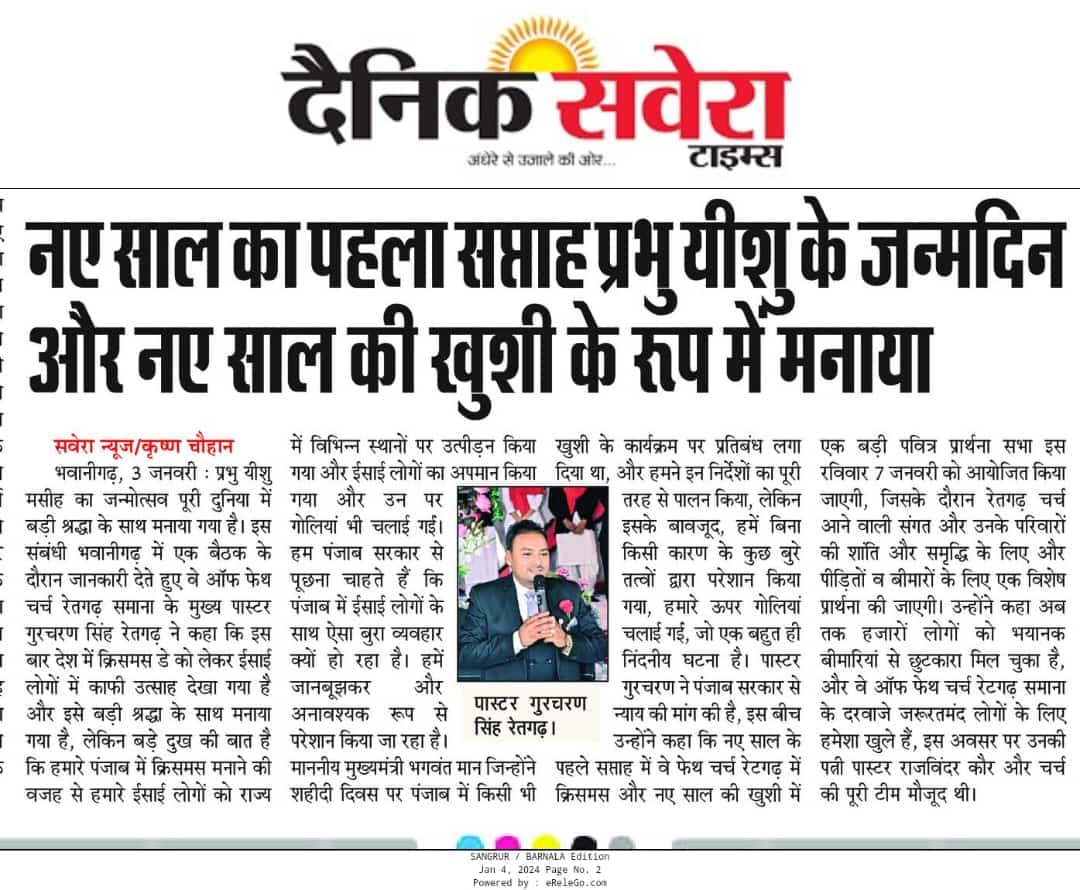 दैनिक सवेरा
टाइम्स
अंधेरे से उजाले की ओर...
नए साल का पहला सप्ताह प्रभु यीशु के जन्मदिन
और नए साल की खुशी के रूप में मनाया
सवेरा न्यूज/कृष्ण चौहान
भवानीगढ़, 3 जनवरी : प्रभु यीशु
मसीह का जन्मोत्सव पूरी दुनिया में
बड़ी श्रद्धा के साथ मनाया गया है। इस
संबंधी भवानीगढ़ में एक बैठक के
दौरान जानकारी देते हुए वे ऑफ फेथ
चर्च रेतगढ़ समाना के मुख्य पास्टर
गुरचरण सिंह रेतगढ़ ने कहा कि इस
बार देश में क्रिसमस डे को लेकर ईसाई
लोगों में काफी उत्साह देखा गया है
और इसे बड़ी श्रद्धा के साथ मनाया
गया है, लेकिन बड़े दुख की बात है
कि हमारे पंजाब में क्रिसमस मनाने की
वजह से हमारे ईसाई लोगों को राज्य
में विभिन्न स्थानों पर उत्पीड़न किया
गया और ईसाई लोगों का अपमान किया
गया और उन पर
गोलियां भी चलाई गईं।
हम पंजाब सरकार से
पूछना चाहते हैं कि
पंजाब में ईसाई लोगों के
साथ ऐसा बुरा व्यवहार
क्यों हो रहा है। हमें
जानबूझकर और
अनावश्यक रूप से
परेशान किया जा रहा है।
माननीय मुख्यमंत्री भगवंत मान जिन्होंने
शहीदी दिवस पर पंजाब में किसी भी
पास्टर गुरचरण
सिंह रेतगढ़।
खुशी के कार्यक्रम पर प्रतिबंध लगा
दिया था, और हमने इन निर्देशों का पूरी
तरह से पालन किया, लेकिन
इसके बावजूद, हमें बिना
किसी कारण के कुछ बुरे
तत्वों द्वारा परेशान किया
गया, हमारे ऊपर गोलियां
चलाई गई, जो एक बहुत ही
निंदनीय घटना है। पास्टर
गुरचरण ने पंजाब सरकार से
न्याय की मांग की है, इस बीच
उन्होंने कहा कि नए साल के
पहले सप्ताह में वे फेथ चर्च रेटगढ़ में
क्रिसमस और नए साल की खुशी में
एक बड़ी पवित्र प्रार्थना सभा इस
रविवार 7 जनवरी को आयोजित किया
जाएगी, जिसके दौरान रेतगढ़ चर्च
आने वाली संगत और उनके परिवारों
की शांति और समृद्धि के लिए और
पीड़ितों व बीमारों के लिए एक विशेष
प्रार्थना की जाएगी। उन्होंने कहा अब
तक हजारों लोगों को भयानक
बीमारियां से छुटकारा मिल चुका है,
और वे ऑफ फेथ चर्च रेटगढ़ समाना
के दरवाजे जरूरतमंद लोगों के लिए
हमेशा खुले हैं, इस अवसर पर उनकी
पत्नी पास्टर राजविंदर कौर और चर्च
की पूरी टीम मौजूद थी।
SANGRUR / BARNALA Edition
Jan 4, 2024 Page No. 2
Powered by : eReleGo.com